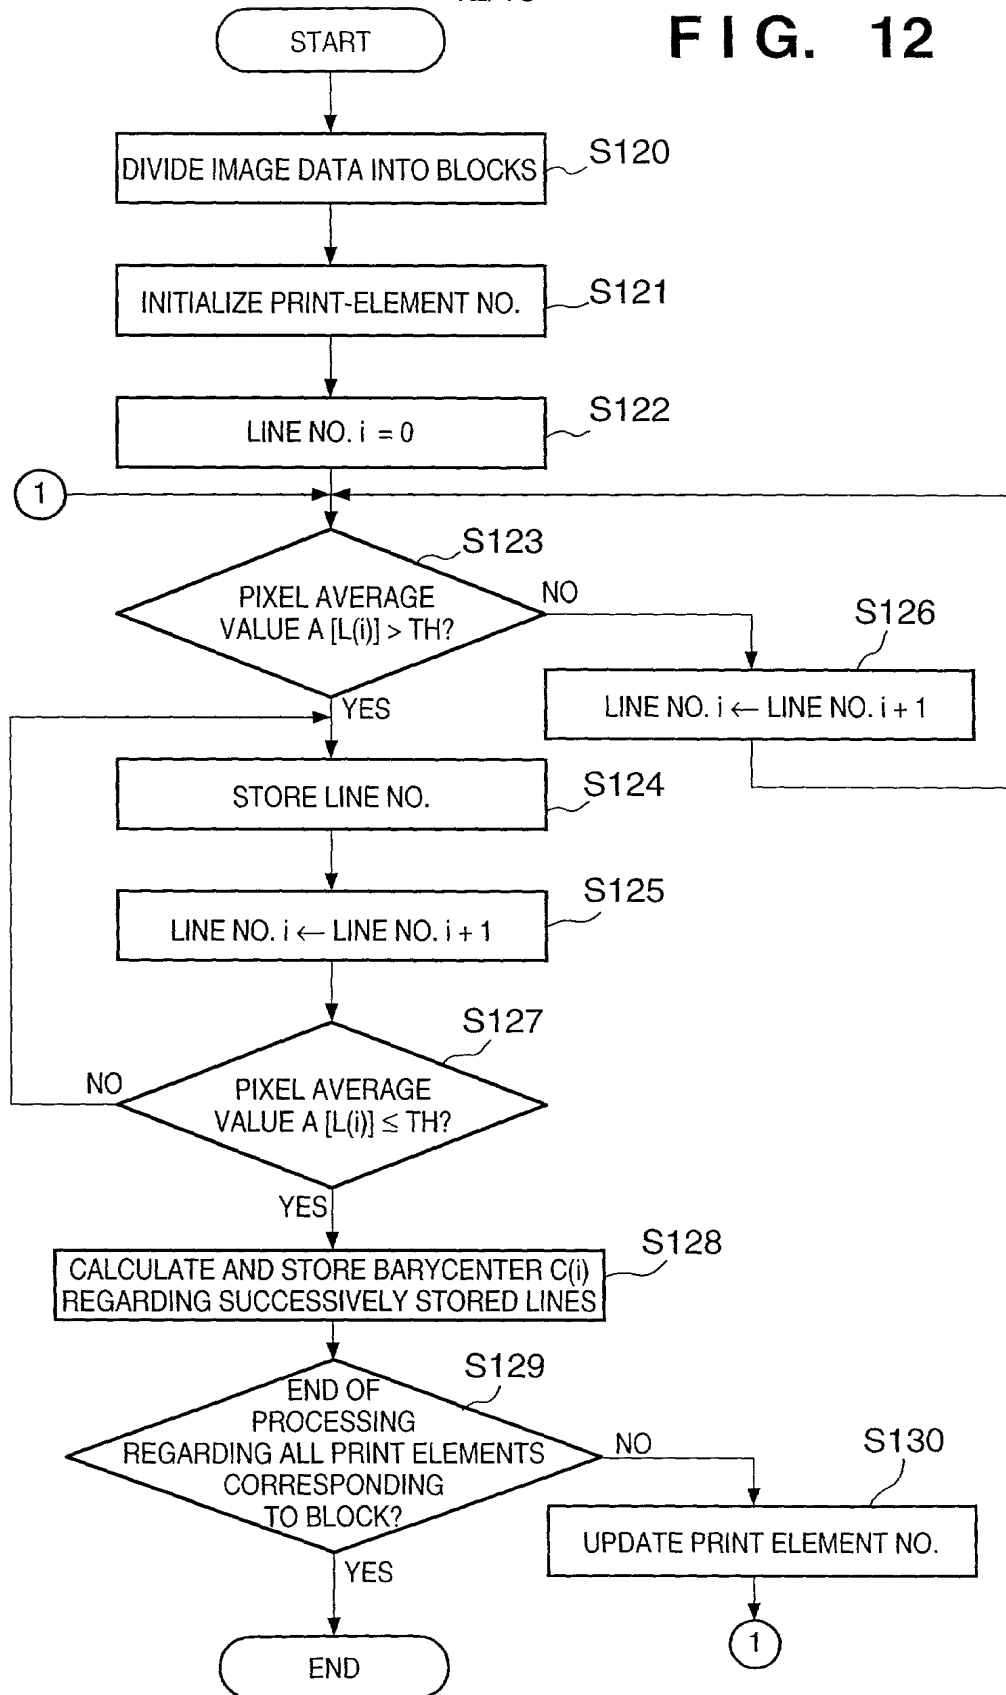 FIG. 12
START
DIVIDE IMAGE DATA INTO BLOCKS
S120
INITIALIZE PRINT-ELEMENT NO.
S121
LINE NO. i = 0
S122
1
S123
PIXEL AVERAGE
VALUE A [L(i)] > TH?
NO
YES
S126
LINE NO. i ← LINE NO. i + 1
STORE LINE NO.
S124
LINE NO. i ← LINE NO. i + 1
S125
S127
PIXEL AVERAGE
VALUE A [L(i)] ≤ TH?
NO
YES
S128
CALCULATE AND STORE BARYCENTER C(i)
REGARDING SUCCESSIVELY STORED LINES
S129
END OF
PROCESSING
REGARDING ALL PRINT ELEMENTS
CORRESPONDING
TO BLOCK?
NO
YES
S130
UPDATE PRINT ELEMENT NO.
1
END